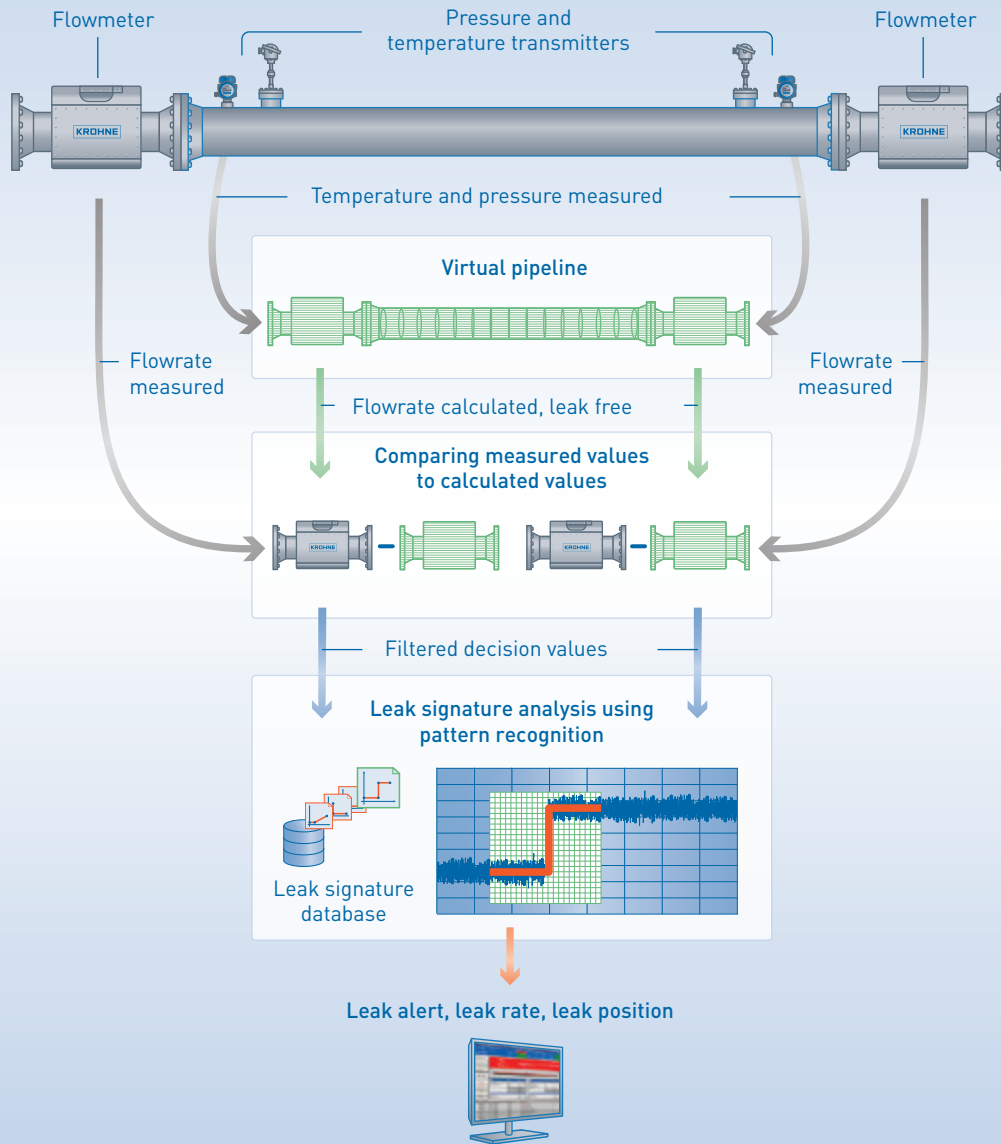 Flowmeter
Pressure and
temperature transmitters
Flowmeter
KROHNE
KROHNE
Temperature and pressure measured
Virtual pipeline
Flowrate
measured
Flowrate
measured
Flowrate calculated, leak free
Comparing measured values
to calculated values
KROHNE
KROHNE
Filtered decision values
Leak signature analysis using
pattern recognition
Leak signature
database
Leak alert, leak rate, leak position